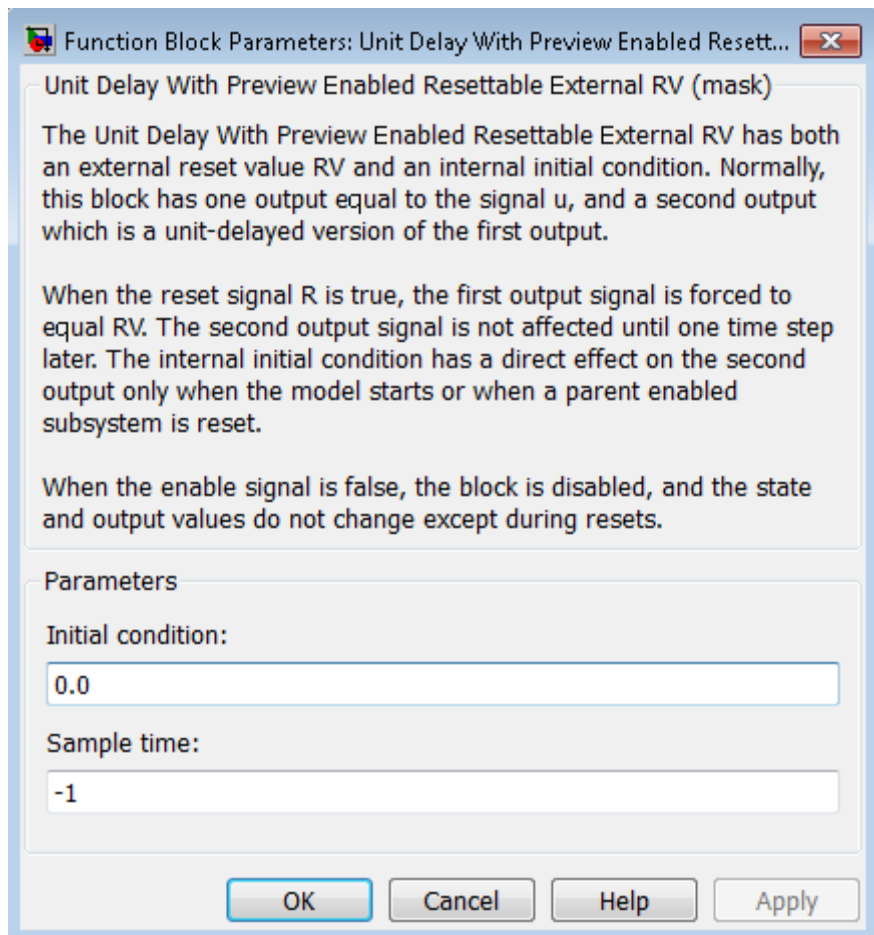 Function Block Parameters: Unit Delay With Preview Enabled Resett...
Unit Delay With Preview Enabled Resettable External RV (mask)
The Unit Delay With Preview Enabled Resettable External RV has both
an external reset value RV and an internal initial condition. Normally,
this block has one output equal to the signal u, and a second output
which is a unit-delayed version of the first output.
When the reset signal R is true, the first output signal is forced to
equal RV. The second output signal is not affected until one time step
later. The internal initial condition has a direct effect on the second
output only when the model starts or when a parent enabled
subsystem is reset.
When the enable signal is false, the block is disabled, and the state
and output values do not change except during resets.
Parameters
Initial condition:
0.0
Sample time:
-1
OK Cancel Help Apply